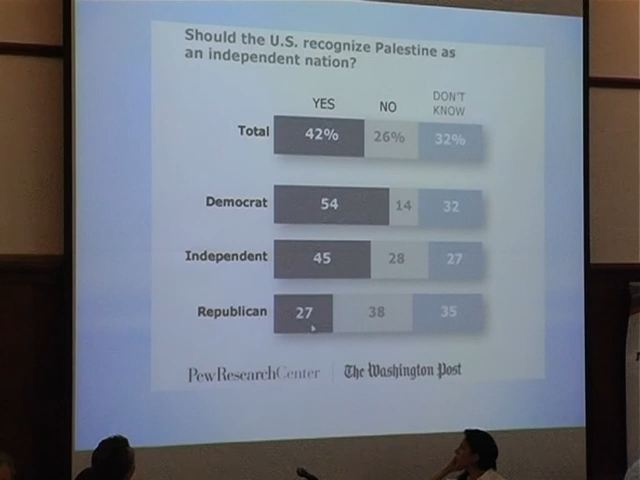 Should the U.S. recognize Palestine as
an independent nation?
YES NO DON'T
KNOW
Total 42% 26% 32%
Democrat 54 14 32
Independent 45 28 27
Republican 27 38 35
PewResearchCenter The Washington Post